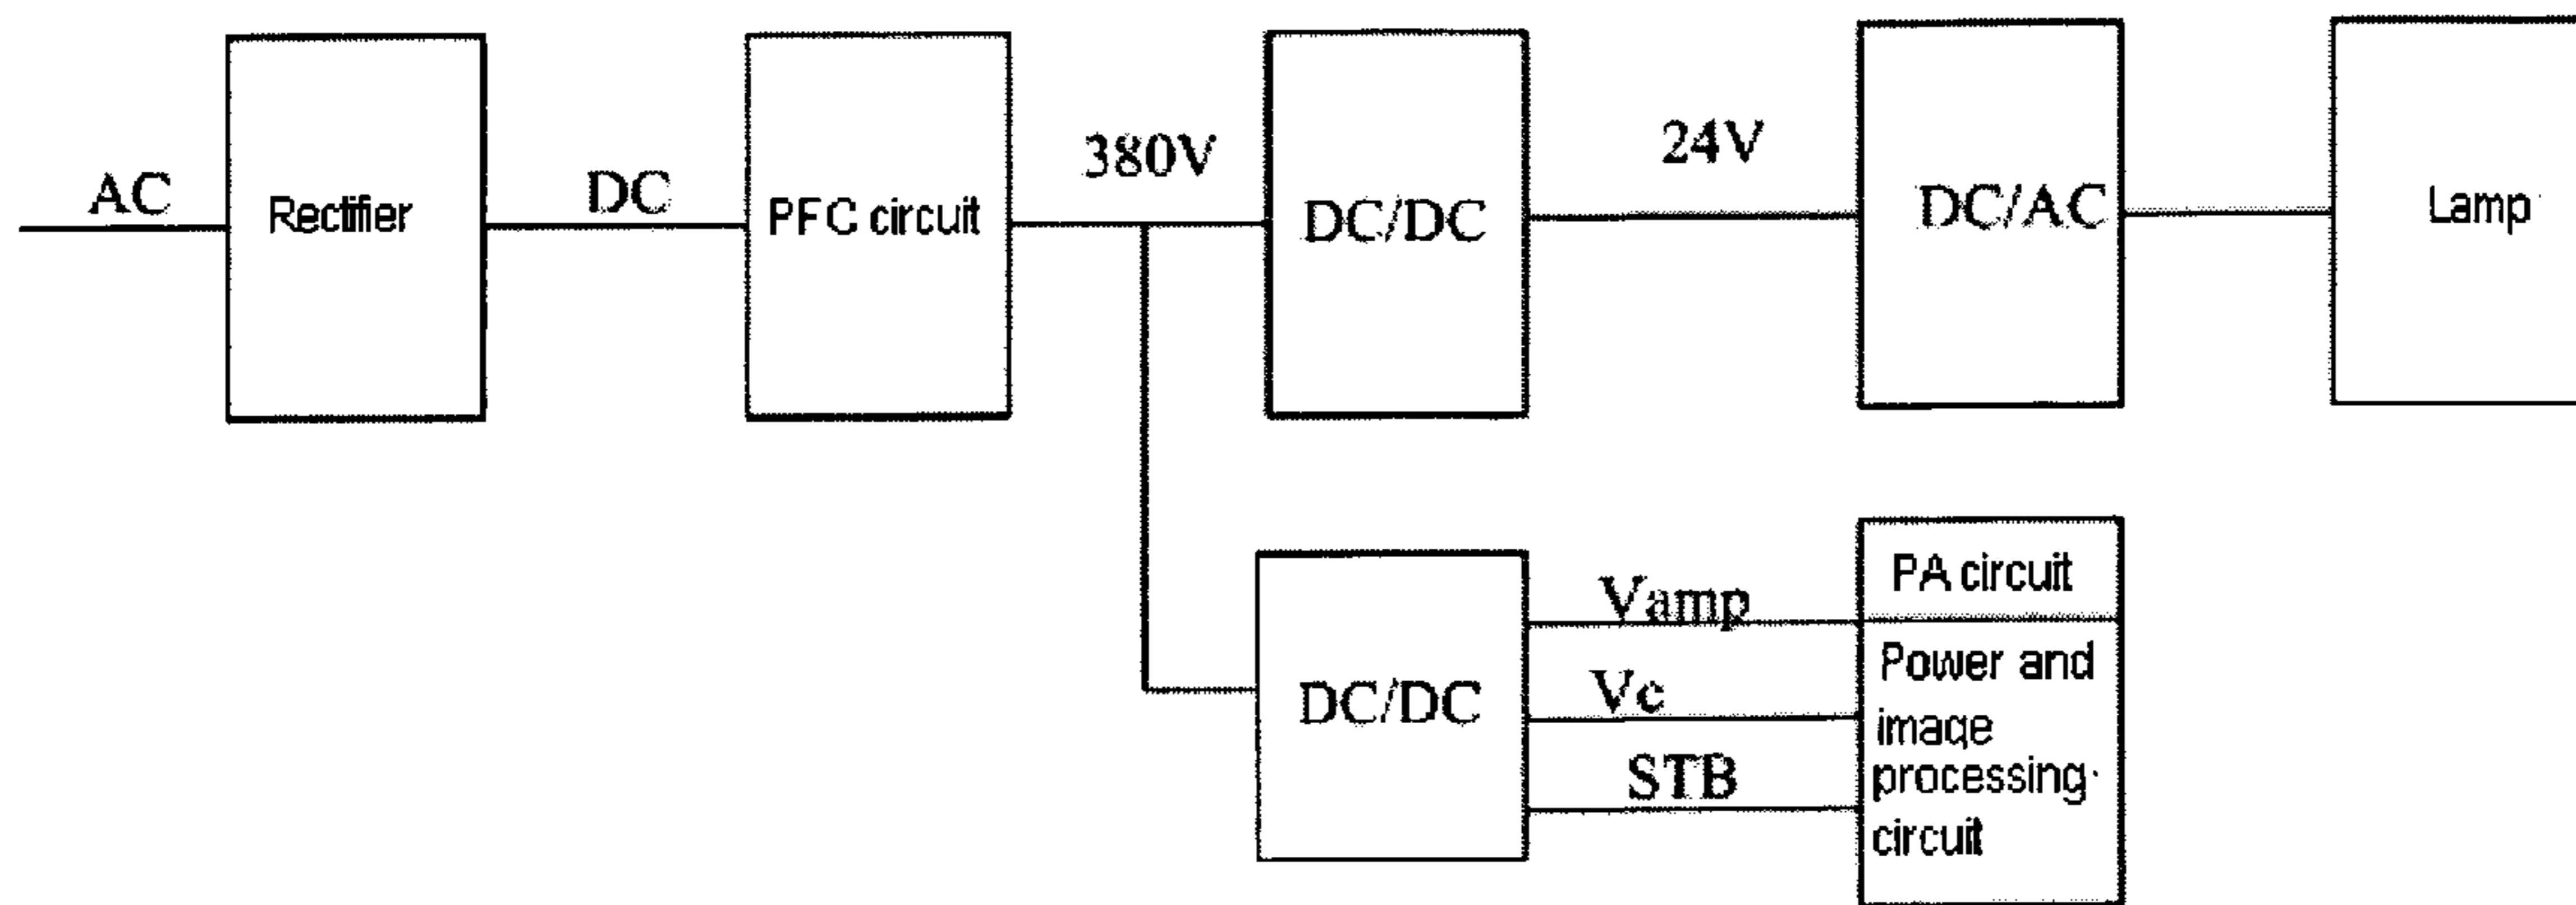 AC
Rectifier
DC
PFC circuit
380V
DC/DC
24V
DC/AC
Lamp
DC/DC
Vamp
Vc
STB
PA circuit
Power and
image
processing
circuit